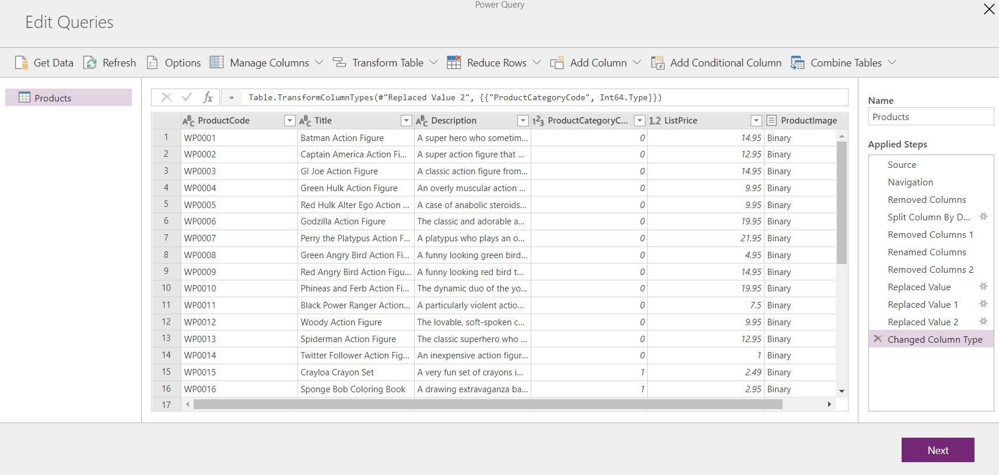 Power Query
Edit Queries
Get Data Refresh Options Manage Columns Transform Table Reduce Rows Add Column Add Conditional Column Combine Tables
Products
fx = Table.TransformColumnTypes(#"Replaced Value 2", {{"ProductCategoryCode", Int64.Type}})
ABC ProductCode ABC Title ABC Description 123 ProductCategoryC... 1.2 ListPrice ProductImage
1 WP0001 Batman Action Figure A super hero who sometim... 0 14.95 Binary
2 WP0002 Captain America Action Fi... A super action figure that ... 0 12.95 Binary
3 WP0003 GI Joe Action Figure A classic action figure from... 0 14.95 Binary
4 WP0004 Green Hulk Action Figure An overly muscular action ... 0 9.95 Binary
5 WP0005 Red Hulk Alter Ego Action ... A case of anabolic steroids... 0 9.95 Binary
6 WP0006 Godzilla Action Figure The classic and adorable a... 0 19.95 Binary
7 WP0007 Perry the Platypus Action F... A platypus who plays an o... 0 21.95 Binary
8 WP0008 Green Angry Bird Action Fi... A funny looking green bird... 0 4.95 Binary
9 WP0009 Red Angry Bird Action Figu... A funny looking red bird t... 0 14.95 Binary
10 WP0010 Phineas and Ferb Action Fi... The dynamic duo of the yo... 0 19.95 Binary
11 WP0011 Black Power Ranger Action... A particularly violent actio... 0 7.5 Binary
12 WP0012 Woody Action Figure The lovable, soft-spoken c... 0 9.95 Binary
13 WP0013 Spiderman Action Figure The classic superhero who ... 0 12.95 Binary
14 WP0014 Twitter Follower Action Fig... An inexpensive action figur... 0 1 Binary
15 WP0015 Crayloa Crayon Set A very fun set of crayons i... 1 2.49 Binary
16 WP0016 Sponge Bob Coloring Book A drawing extravaganza ba... 1 2.95 Binary
17
Name
Products
Applied Steps
Source
Navigation
Removed Columns
Split Column By D...
Removed Columns 1
Renamed Columns
Removed Columns 2
Replaced Value
Replaced Value 1
Replaced Value 2
Changed Column Type
Next